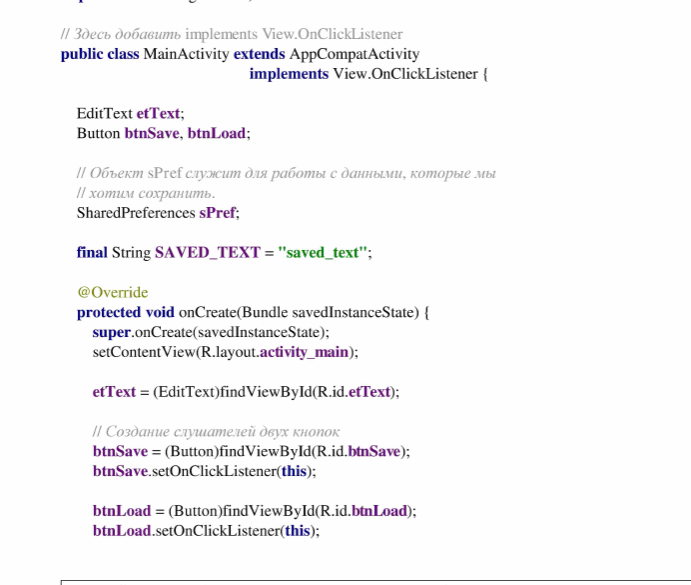 // Здесь добавить implements View.OnClickListener
public class MainActivity extends AppCompatActivity
implements View.OnClickListener {
EditText etText;
Button btnSave, btnLoad;
// Объект sPref служит для работы с данными, которые мы
// хотим сохранить.
SharedPreferences sPref;
final String SAVED_TEXT = "saved_text";
@Override
protected void onCreate(Bundle savedInstanceState) {
super.onCreate(savedInstanceState);
setContentView(R.layout.activity_main);
etText = (EditText)findViewById(R.id.etText);
// Создание слушателей двух кнопок
btnSave = (Button)findViewById(R.id.btnSave);
btnSave.setOnClickListener(this);
btnLoad = (Button)findViewById(R.id.btnLoad);
btnLoad.setOnClickListener(this);